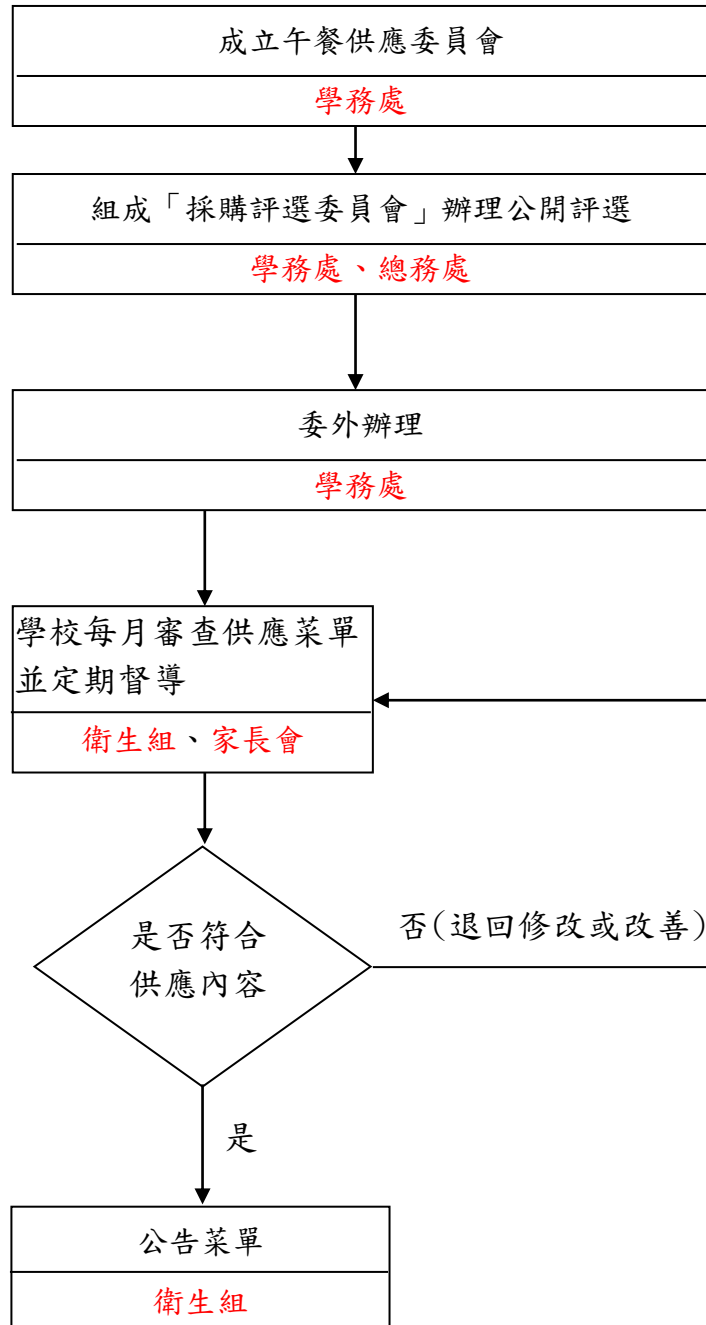 成立午餐供應委員會
學務處
組成「採購評選委員會」辦理公開評選
學務處、總務處
委外辦理
學務處
學校每月審查供應菜單
並定期督導
衛生組、家長會
是否符合
供應內容
否(退回修改或改善)
是
公告菜單
衛生組